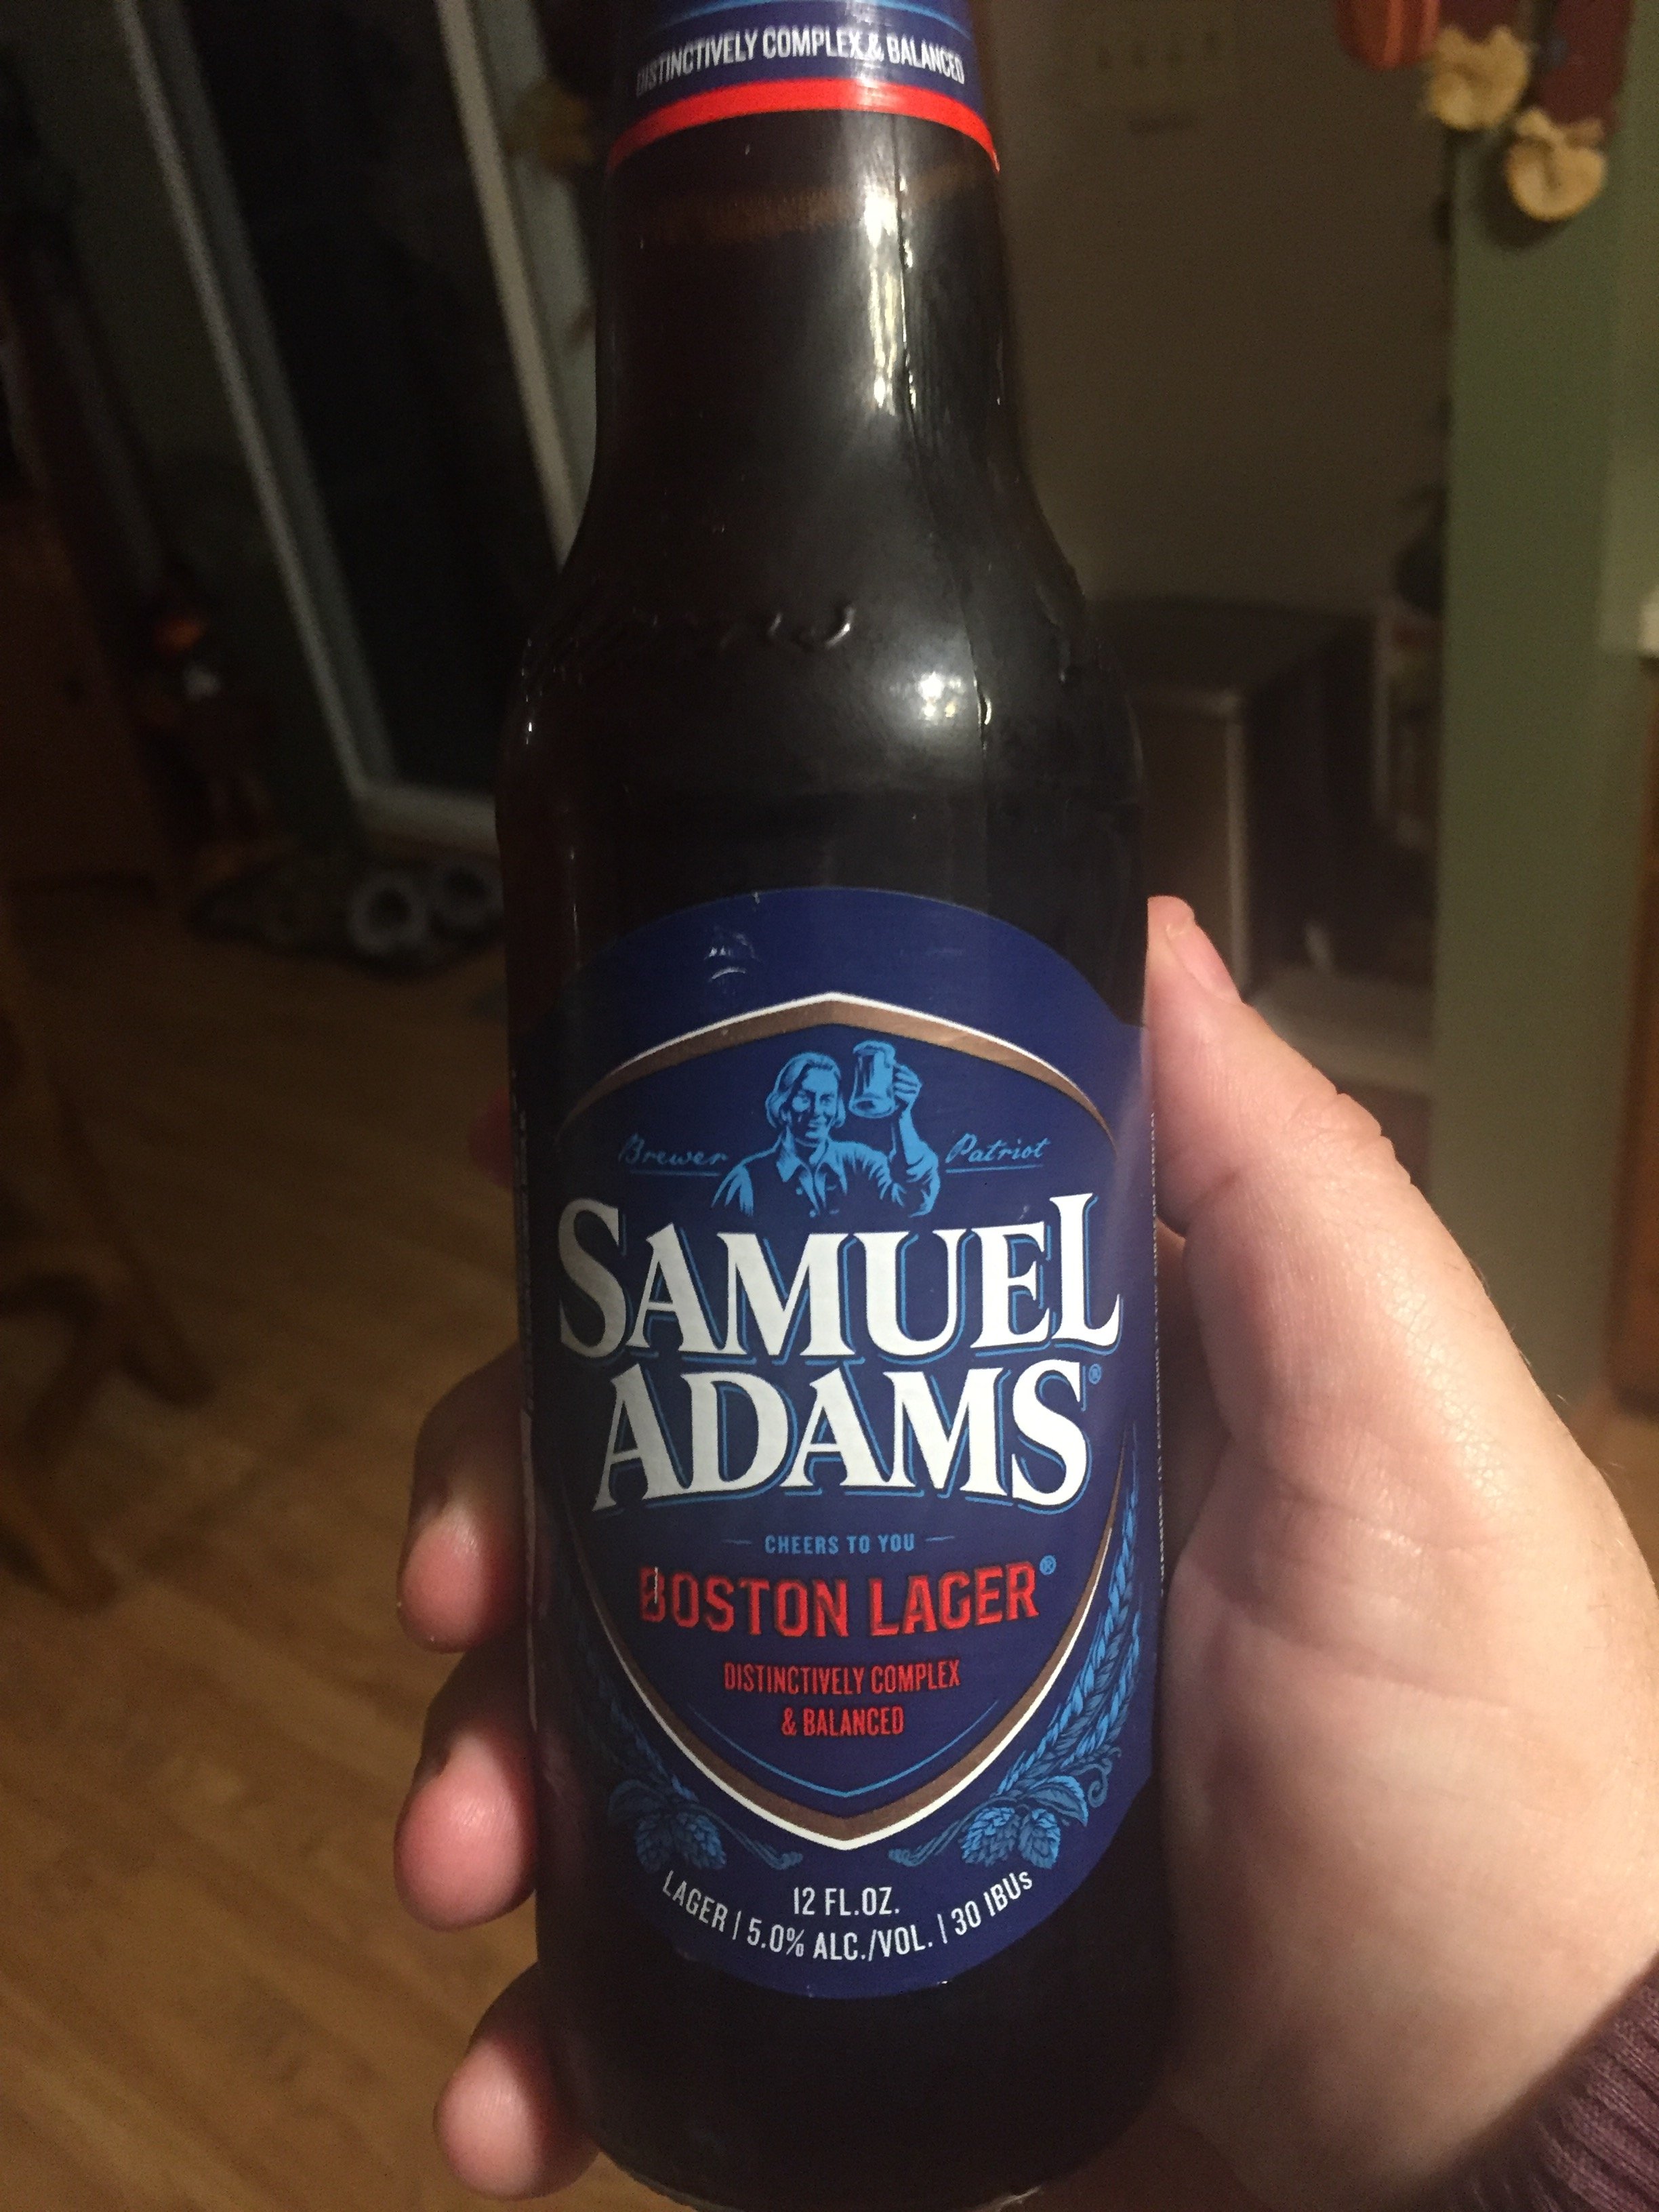 DISTINCTIVELY COMPLEX & BALANCED
Brewer Patriot
SAMUEL
ADAMS®
CHEERS TO YOU
BOSTON LAGER®
DISTINCTIVELY COMPLEX
& BALANCED
12 FL.OZ.
LAGER | 5.0% ALC./VOL. | 30 IBUs